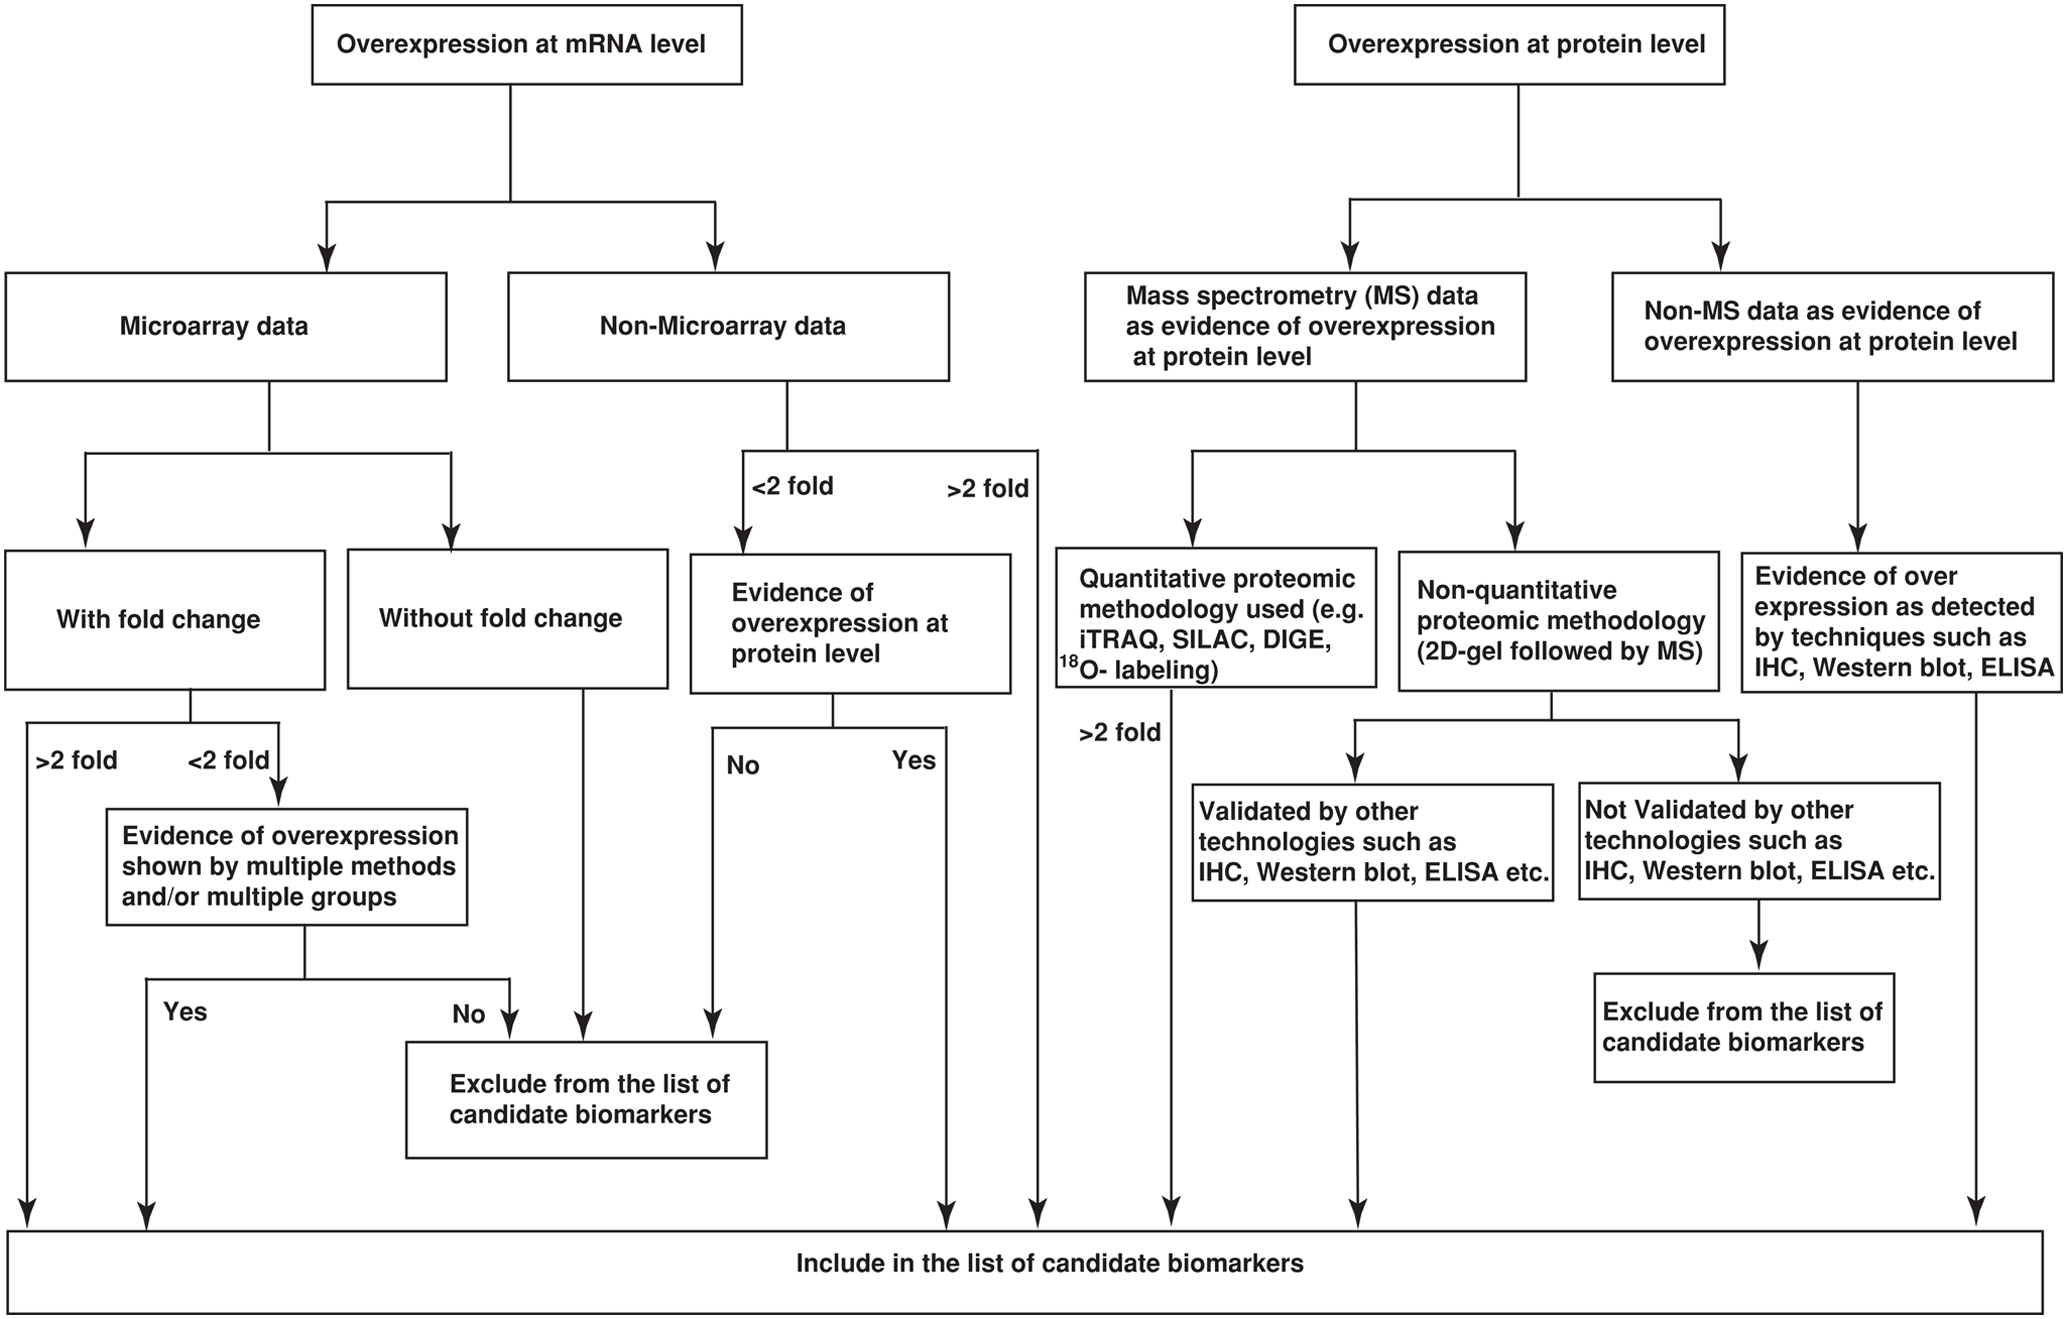 Overexpression at mRNA level
Overexpression at protein level
Microarray data
Non-Microarray data
Mass spectrometry (MS) data
as evidence of overexpression
at protein level
Non-MS data as evidence of
overexpression at protein level
<2 fold
>2 fold
With fold change
Without fold change
Evidence of
overexpression at
protein level
Quantitative proteomic
methodology used (e.g.
iTRAQ, SILAC, DIGE,
¹⁸O- labeling)
Non-quantitative
proteomic methodology
(2D-gel followed by MS)
Evidence of over
expression as detected
by techniques such as
IHC, Western blot, ELISA
>2 fold
<2 fold
No
Yes
>2 fold
Evidence of overexpression
shown by multiple methods
and/or multiple groups
Validated by other
technologies such as
IHC, Western blot, ELISA etc.
Not Validated by other
technologies such as
IHC, Western blot, ELISA etc.
Yes
No
Exclude from the list of
candidate biomarkers
Exclude from the list of
candidate biomarkers
Include in the list of candidate biomarkers